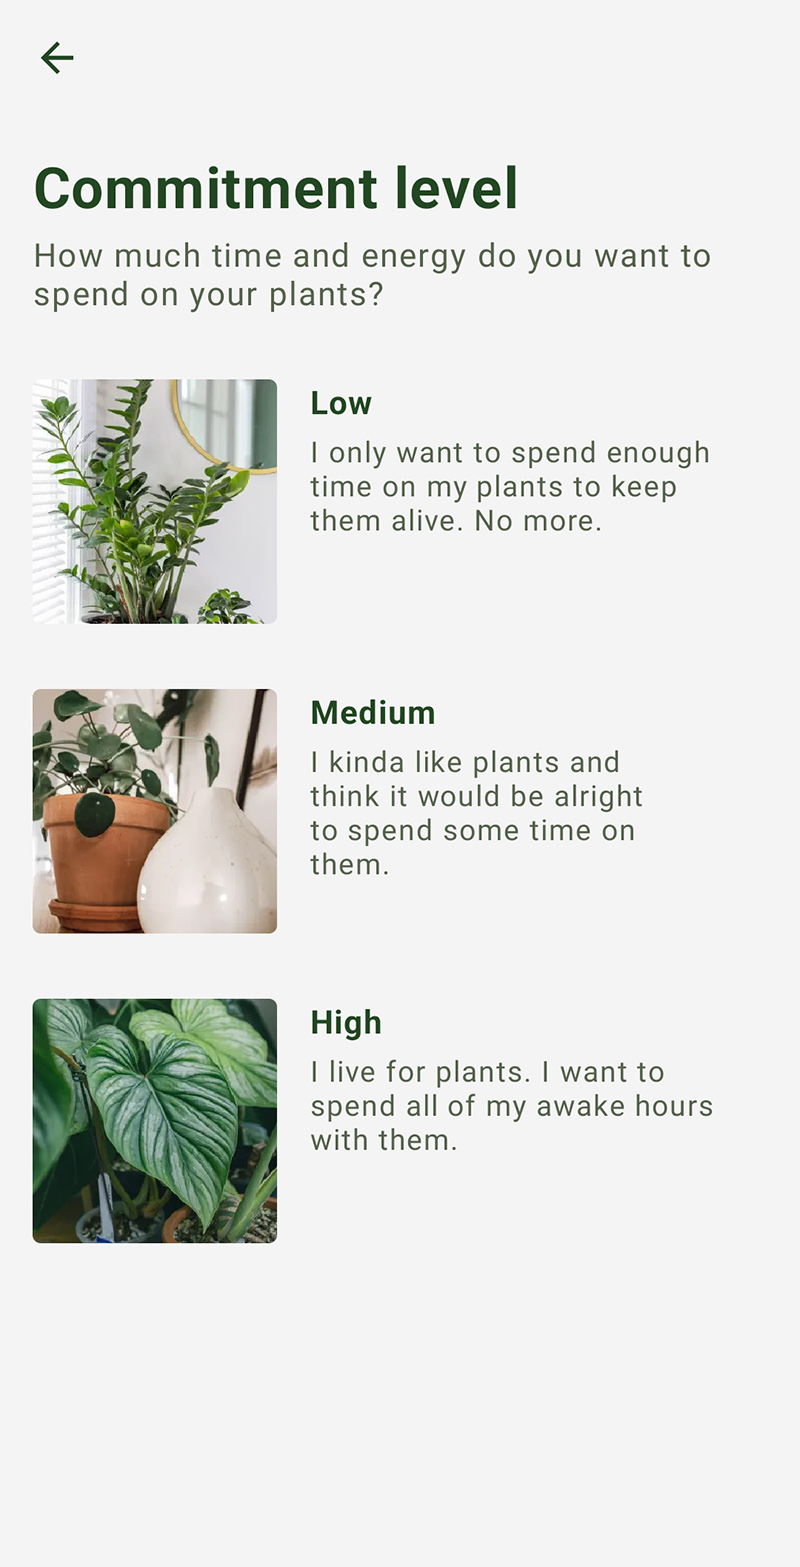 Commitment level
How much time and energy do you want to
spend on your plants?
Low
I only want to spend enough
time on my plants to keep
them alive. No more.
Medium
I kinda like plants and
think it would be alright
to spend some time on
them.
High
I live for plants. I want to
spend all of my awake hours
with them.